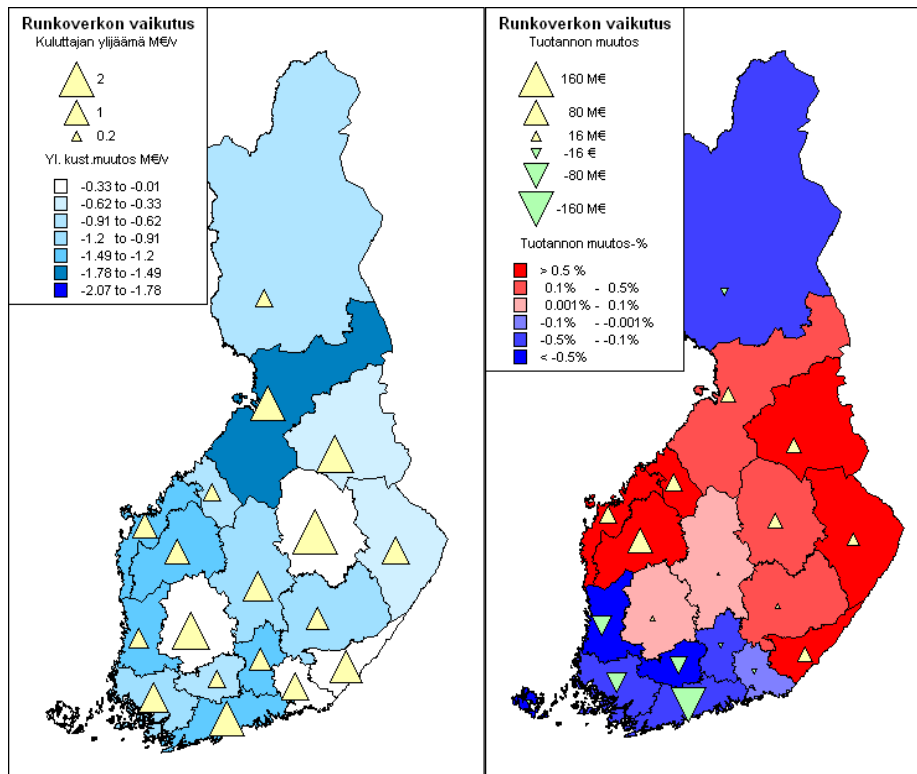 Runkoverkon vaikutus
Kuluttajan ylijäämä M€/v
2
1
0.2
Yl. kust.muutos M€/v
-0.33 to -0.01
-0.62 to -0.33
-0.91 to -0.62
-1.2 to -0.91
-1.49 to -1.2
-1.78 to -1.49
-2.07 to -1.78
Runkoverkon vaikutus
Tuotannon muutos
160 M€
80 M€
16 M€
-16 €
-80 M€
-160 M€
Tuotannon muutos-%
> 0.5 %
0.1% - 0.5%
0.001% - 0.1%
-0.1% - -0.001%
-0.5% - -0.1%
< -0.5%